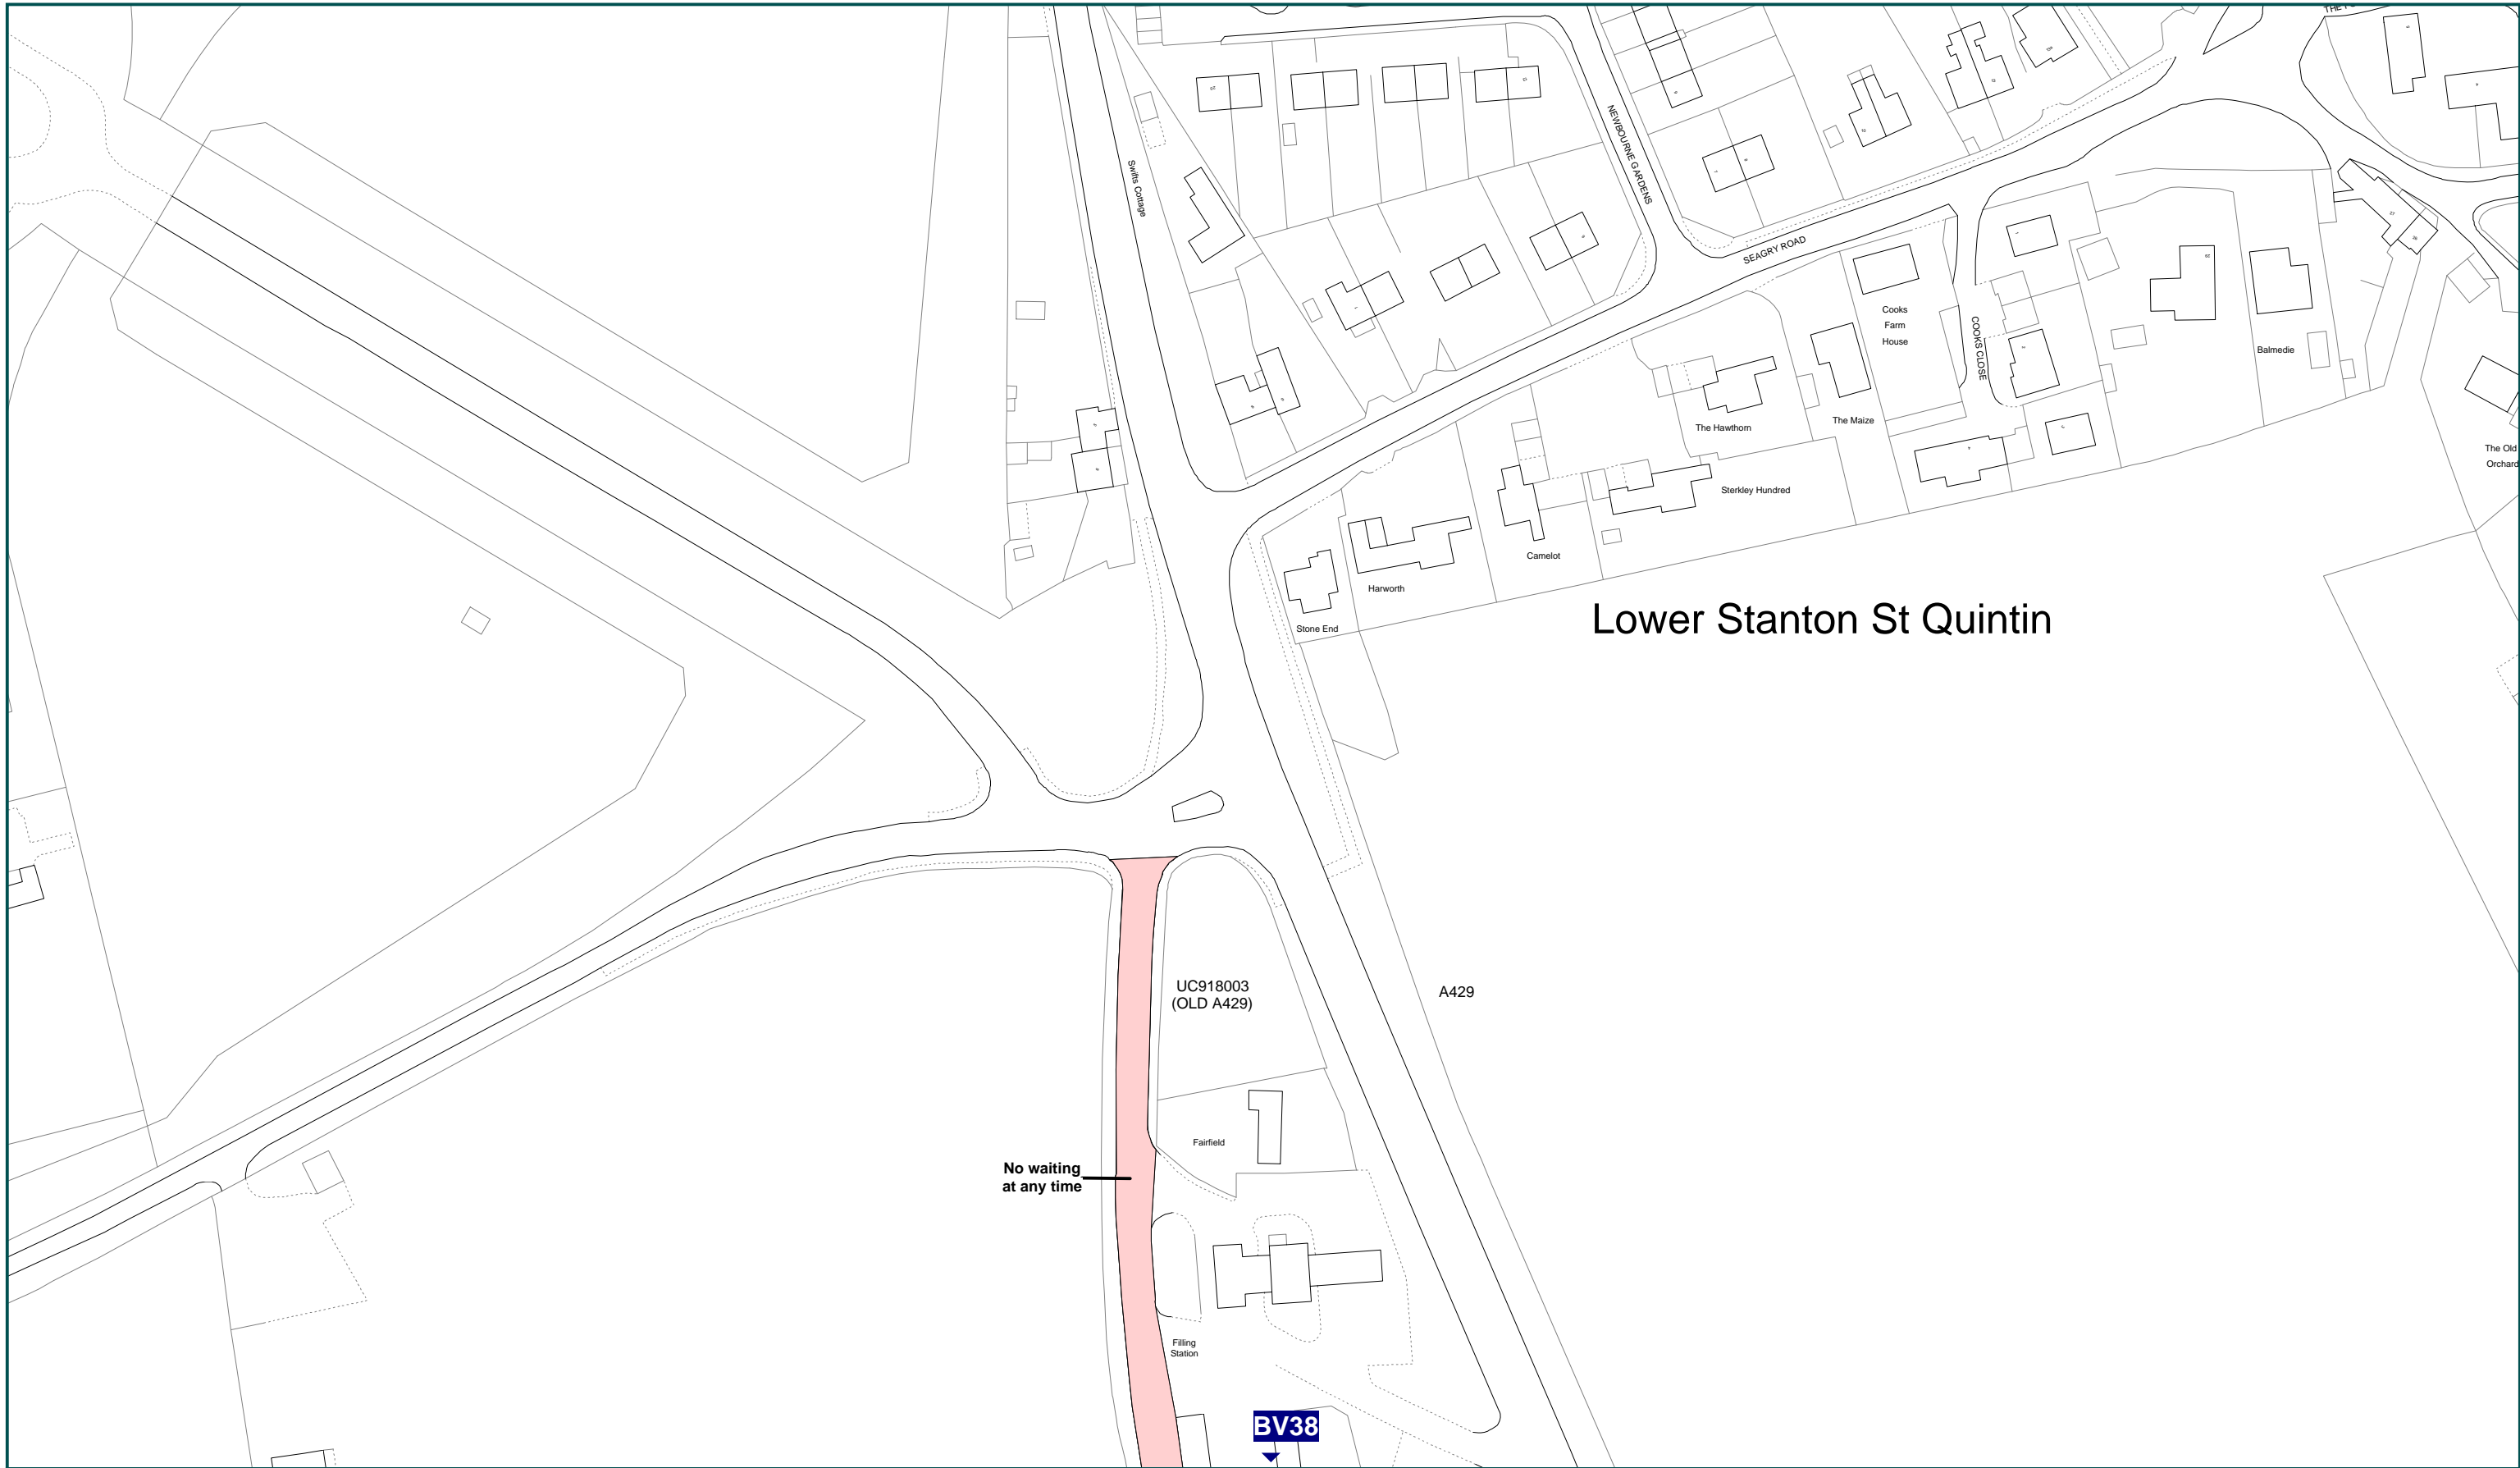 Swifts Cottage
NEWBOURNE GARDENS
SEAGRY ROAD
Cooks
Farm
House
COOKS CLOSE
Balmedie
The Hawthorn
The Maize
The Old
Orchard
Sterkley Hundred
Camelot
Harworth
Stone End
Lower Stanton St Quintin
UC918003
(OLD A429)
A429
Fairfield
No waiting
at any time
Filling
Station
BV38